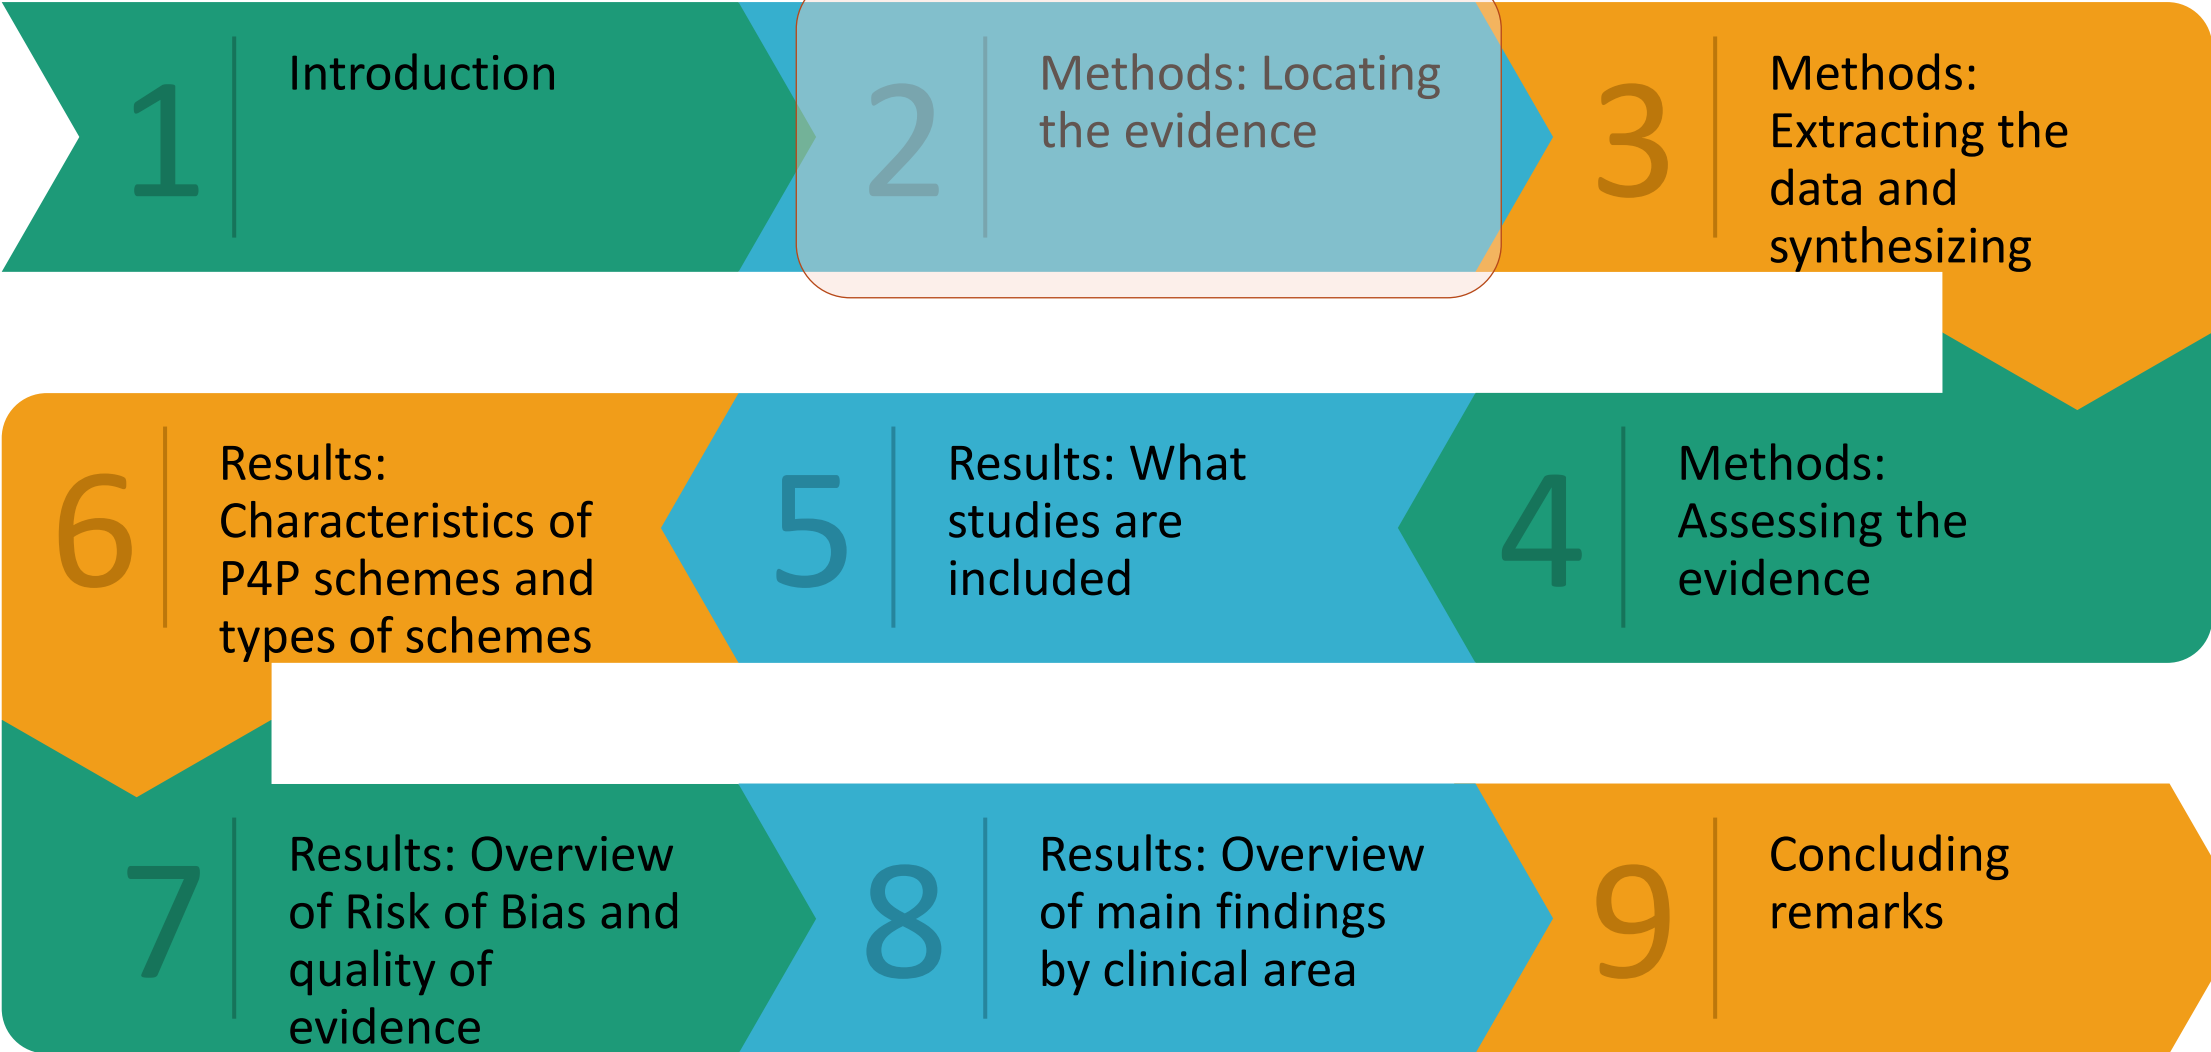 1
Introduction
2
Methods: Locating
the evidence
3
Methods:
Extracting the
data and
synthesizing
4
Methods:
Assessing the
evidence
5
Results: What
studies are
included
6
Results:
Characteristics of
P4P schemes and
types of schemes
7
Results: Overview
of Risk of Bias and
quality of
evidence
8
Results: Overview
of main findings
by clinical area
9
Concluding
remarks